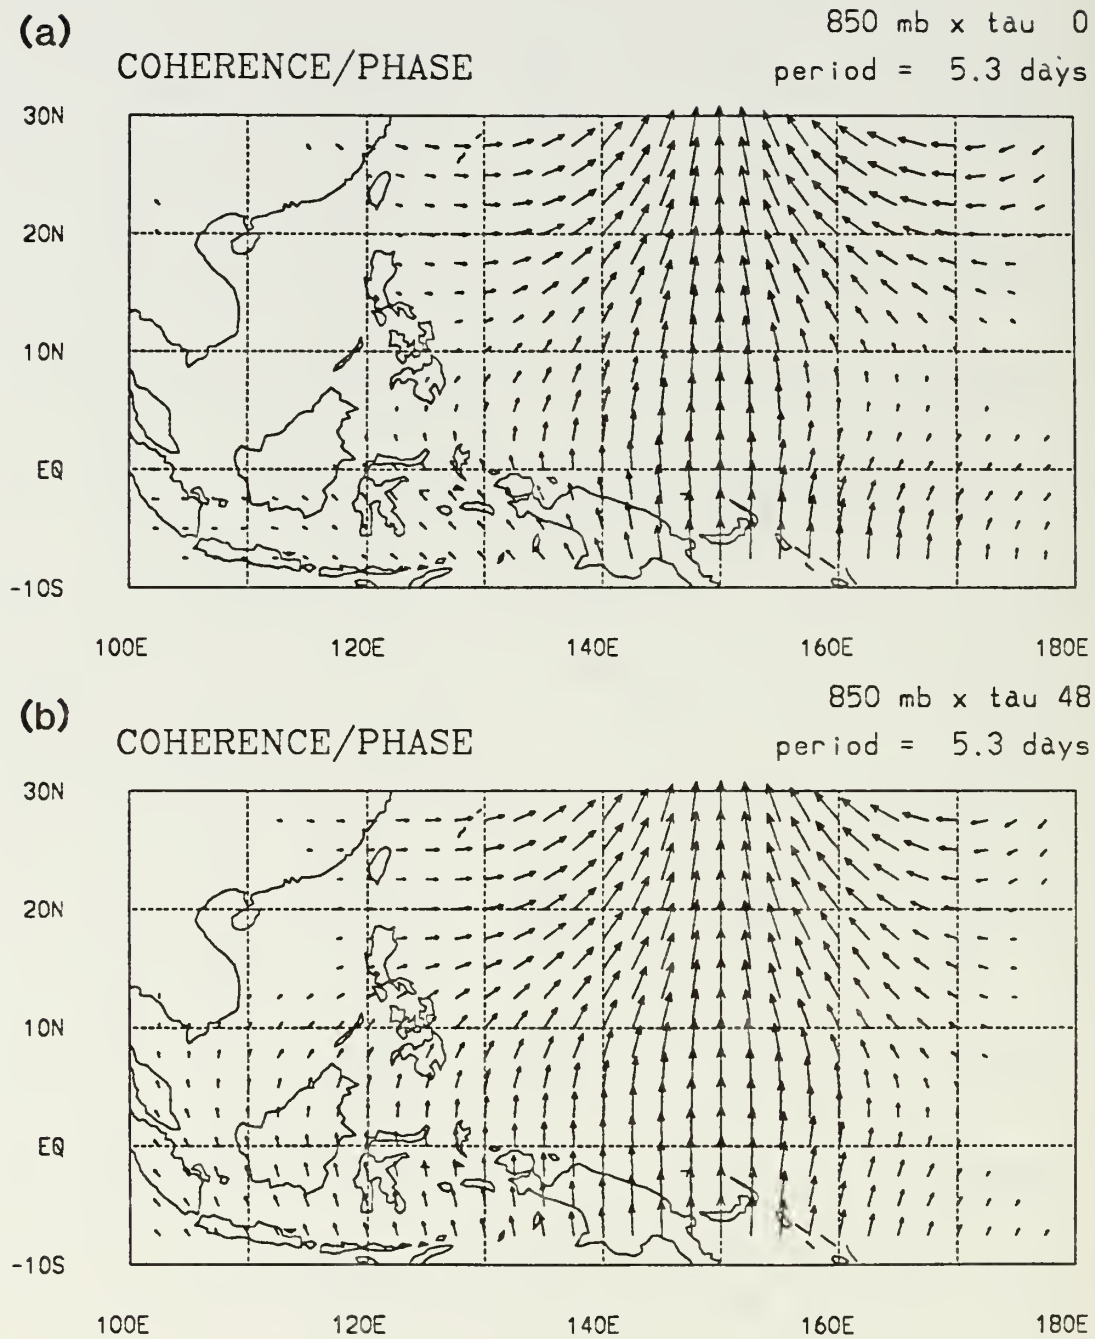 (a)
850 mb x tau 0
COHERENCE/PHASE
period = 5.3 days
30N
20N
10N
EQ
-10S
100E 120E 140E 160E 180E
(b)
850 mb x tau 48
COHERENCE/PHASE
period = 5.3 days
30N
20N
10N
EQ
-10S
100E 120E 140E 160E 180E